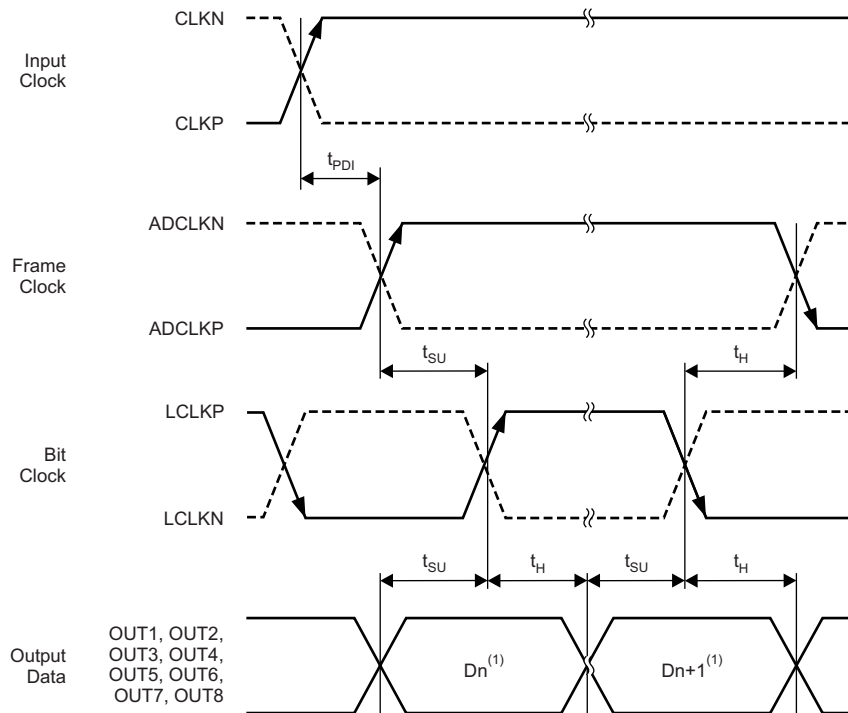 CLKN
Input
Clock
CLKP
tPDI
ADCLKN
Frame
Clock
ADCLKP
tSU
tH
LCLKP
Bit
Clock
LCLKN
tSU
tH
tSU
tH
Output
Data
OUT1, OUT2,
OUT3, OUT4,
OUT5, OUT6,
OUT7, OUT8
Dn(1)
Dn+1(1)